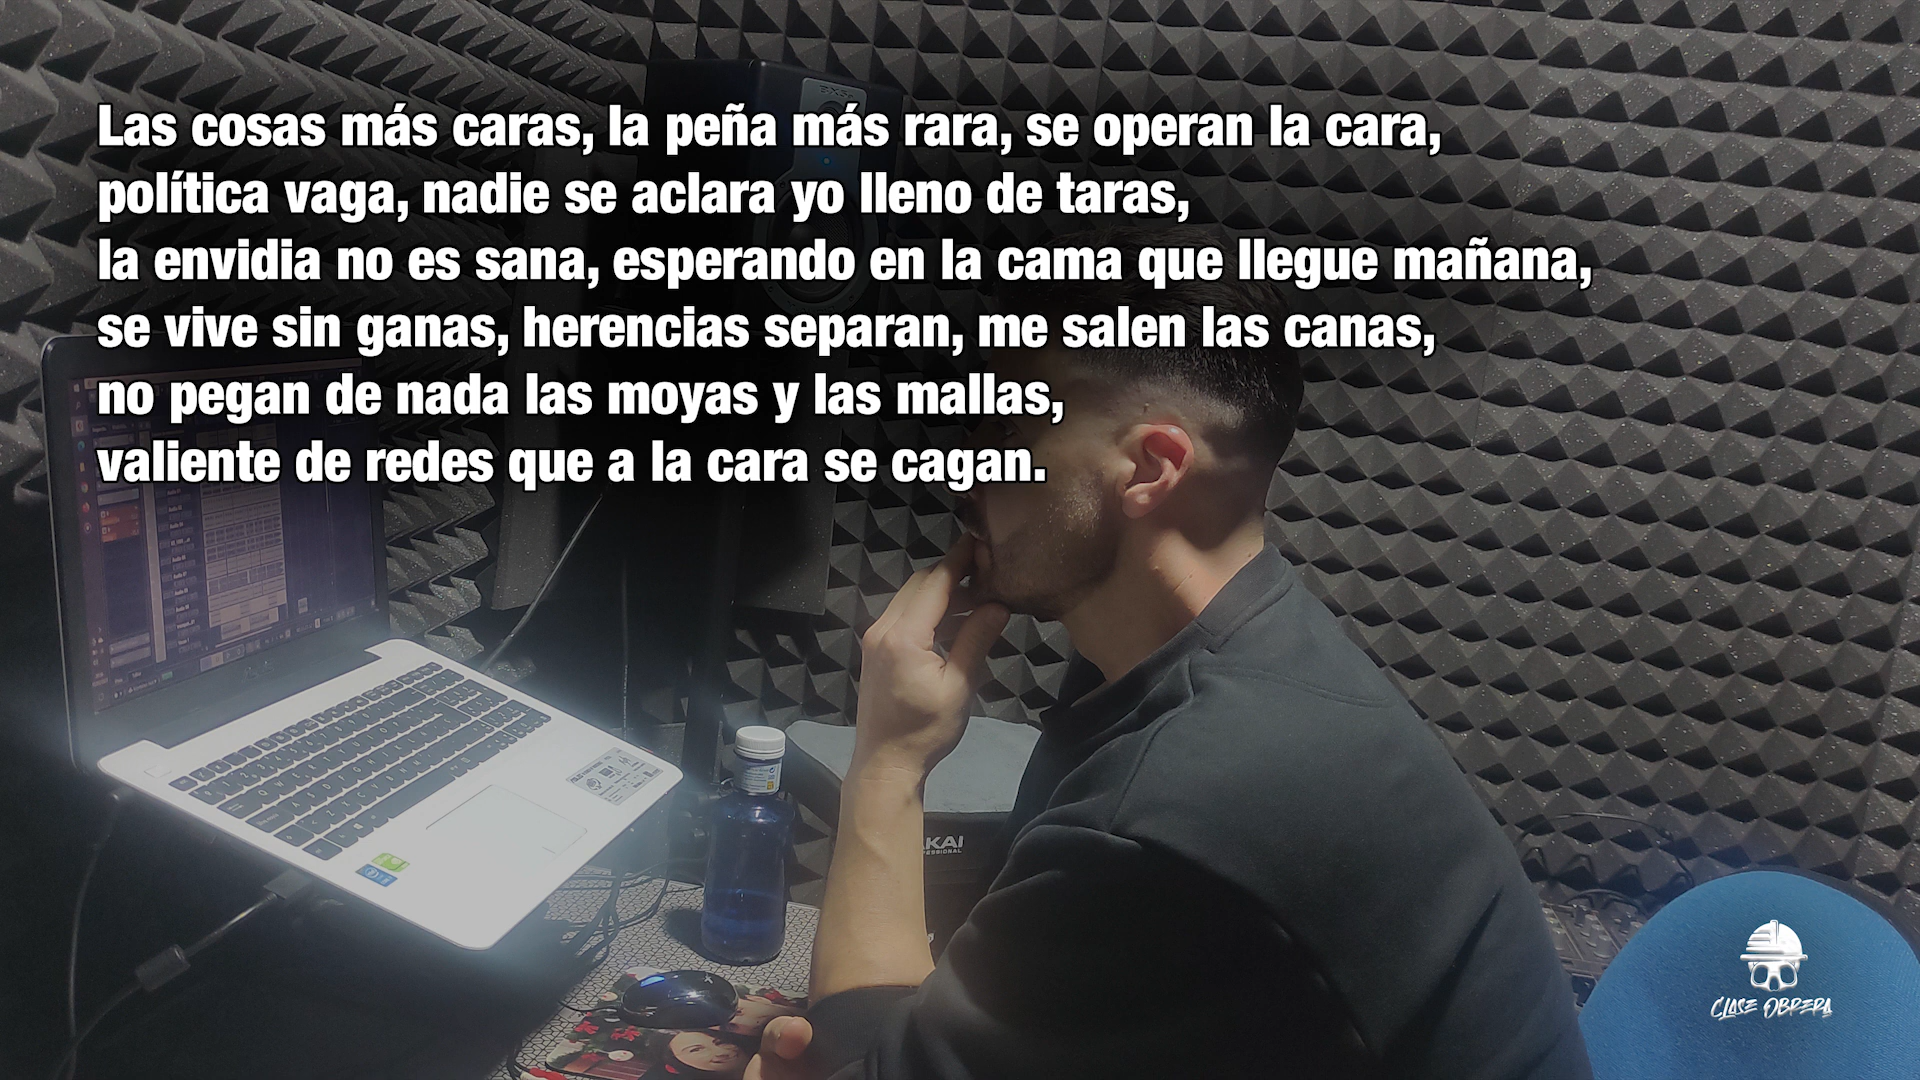 Las cosas más caras, la peña más rara, se operan la cara,
política vaga, nadie se aclara yo lleno de taras,
la envidia no es sana, esperando en la cama que llegue mañana,
se vive sin ganas, herencias separan, me salen las canas,
no pegan de nada las moyas y las mallas,
valiente de redes que a la cara se cagan.
KAI
CLASE OBRERA